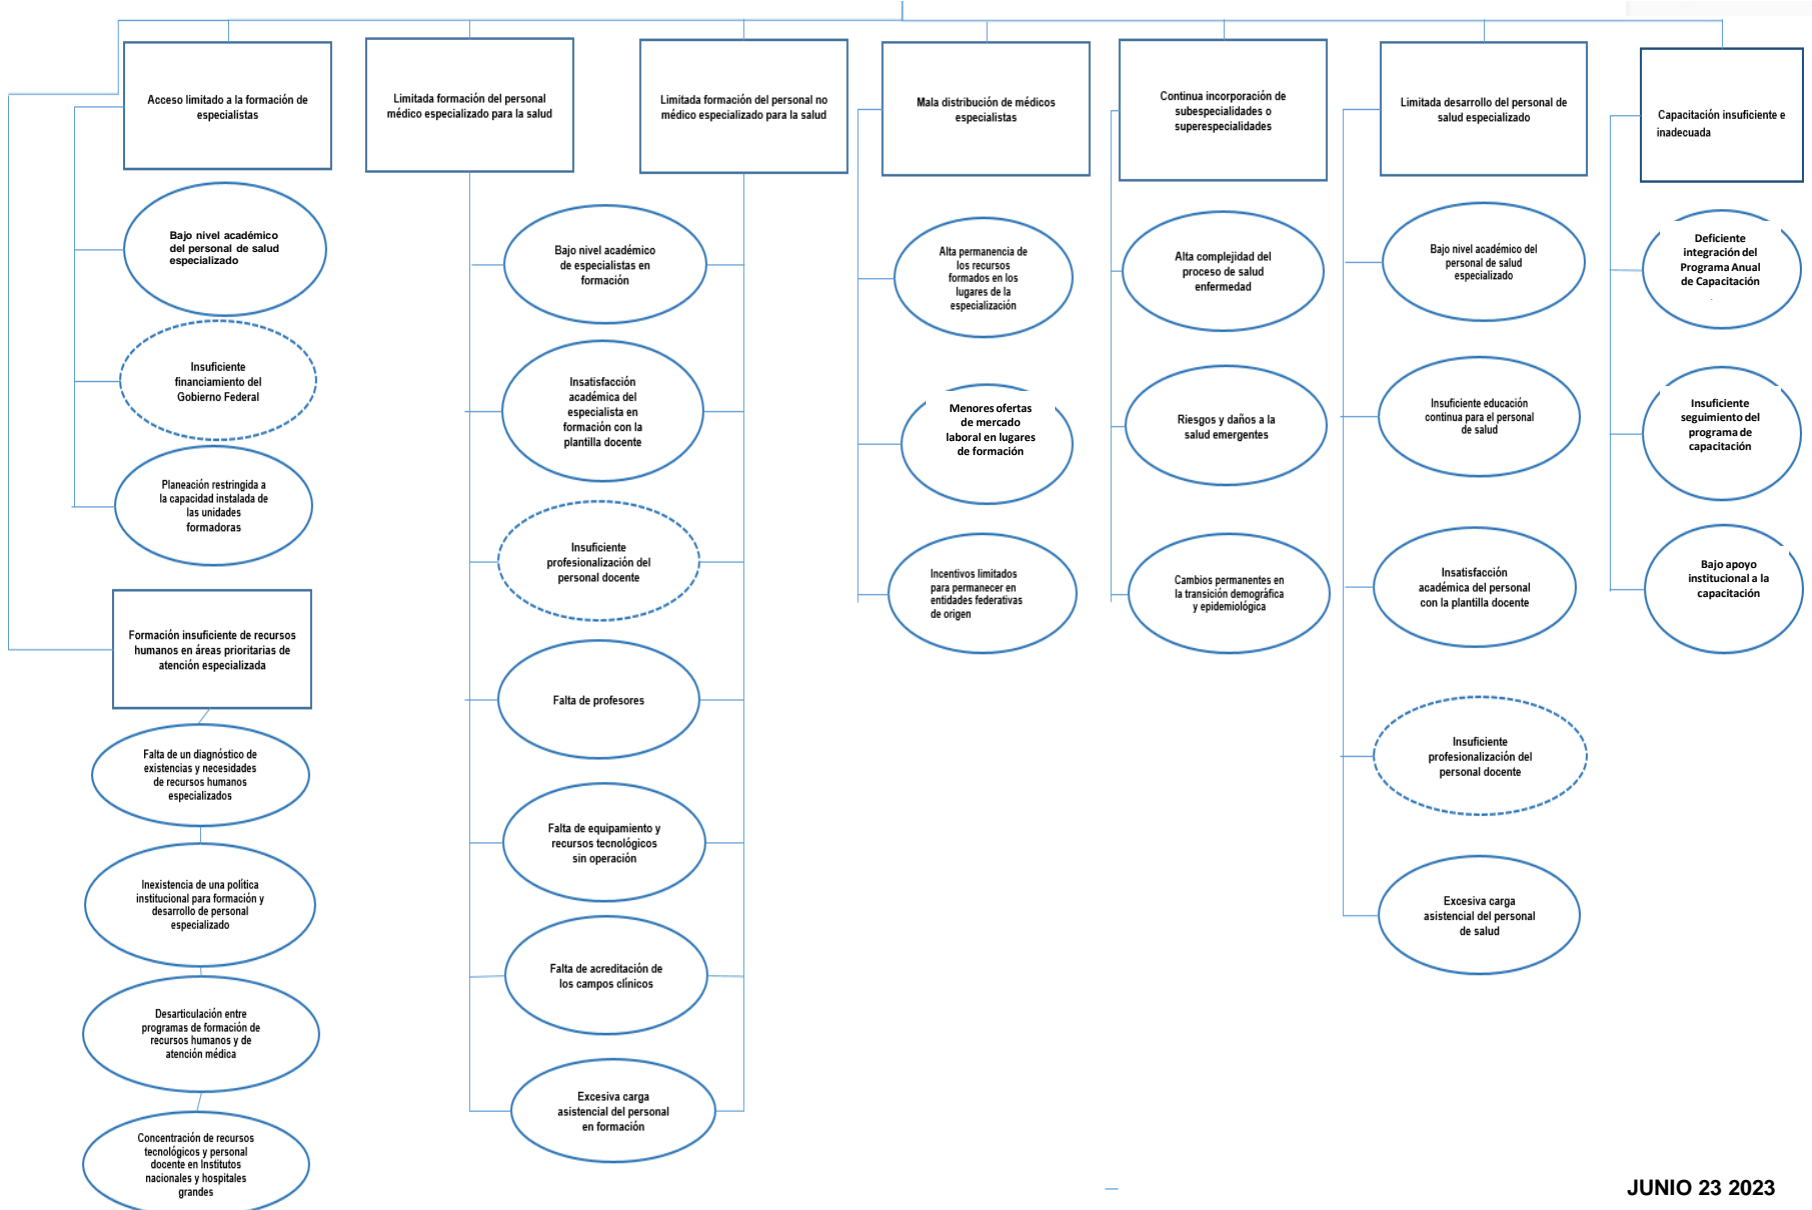 Acceso limitado a la formación de
especialistas
Limitada formación del personal
médico especializado para la salud
Limitada formación del personal no
médico especializado para la salud
Mala distribución de médicos
especialistas
Continua incorporación de
subespecialidades o
superespecialidades
Limitada desarrollo del personal de
salud especializado
Capacitación insuficiente e
inadecuada
Bajo nivel académico
del personal de salud
especializado
Insuficiente
financiamiento del
Gobierno Federal
Planeación restringida a
la capacidad instalada de
las unidades
formadoras
Formación insuficiente de recursos
humanos en áreas prioritarias de
atención especializada
Falta de un diagnóstico de
existencias y necesidades
de recursos humanos
especializados
Inexistencia de una política
institucional para formación y
desarrollo de personal
especializado
Desarticulación entre
programas de formación de
recursos humanos y de
atención médica
Concentración de recursos
tecnológicos y personal
docente en Institutos
nacionales y hospitales
grandes
Bajo nivel académico
de especialistas en
formación
Insatisfacción
académica del
especialista en
formación con la
plantilla docente
Insuficiente
profesionalización del
personal docente
Falta de profesores
Falta de equipamiento y
recursos tecnológicos
sin operación
Falta de acreditación de
los campos clínicos
Excesiva carga
asistencial del personal
en formación
Alta permanencia de
los recursos
formados en los
lugares de la
especialización
Menores ofertas
de mercado
laboral en lugares
de formación
Incentivos limitados
para permanecer en
entidades federativas
de origen
Alta complejidad del
proceso de salud
enfermedad
Riesgos y daños a la
salud emergentes
Cambios permanentes en
la transición demográfica
y epidemiológica
Bajo nivel académico del
personal de salud
especializado
Insuficiente educación
continua para el personal
de salud
Insatisfacción
académica del personal
con la plantilla docente
Insuficiente
profesionalización del
personal docente
Excesiva carga
asistencial del personal
de salud
Deficiente
integración del
Programa Anual
de Capacitación
.
Insuficiente
seguimiento del
programa de
capacitación
Bajo apoyo
institucional a la
capacitación
JUNIO 23 2023